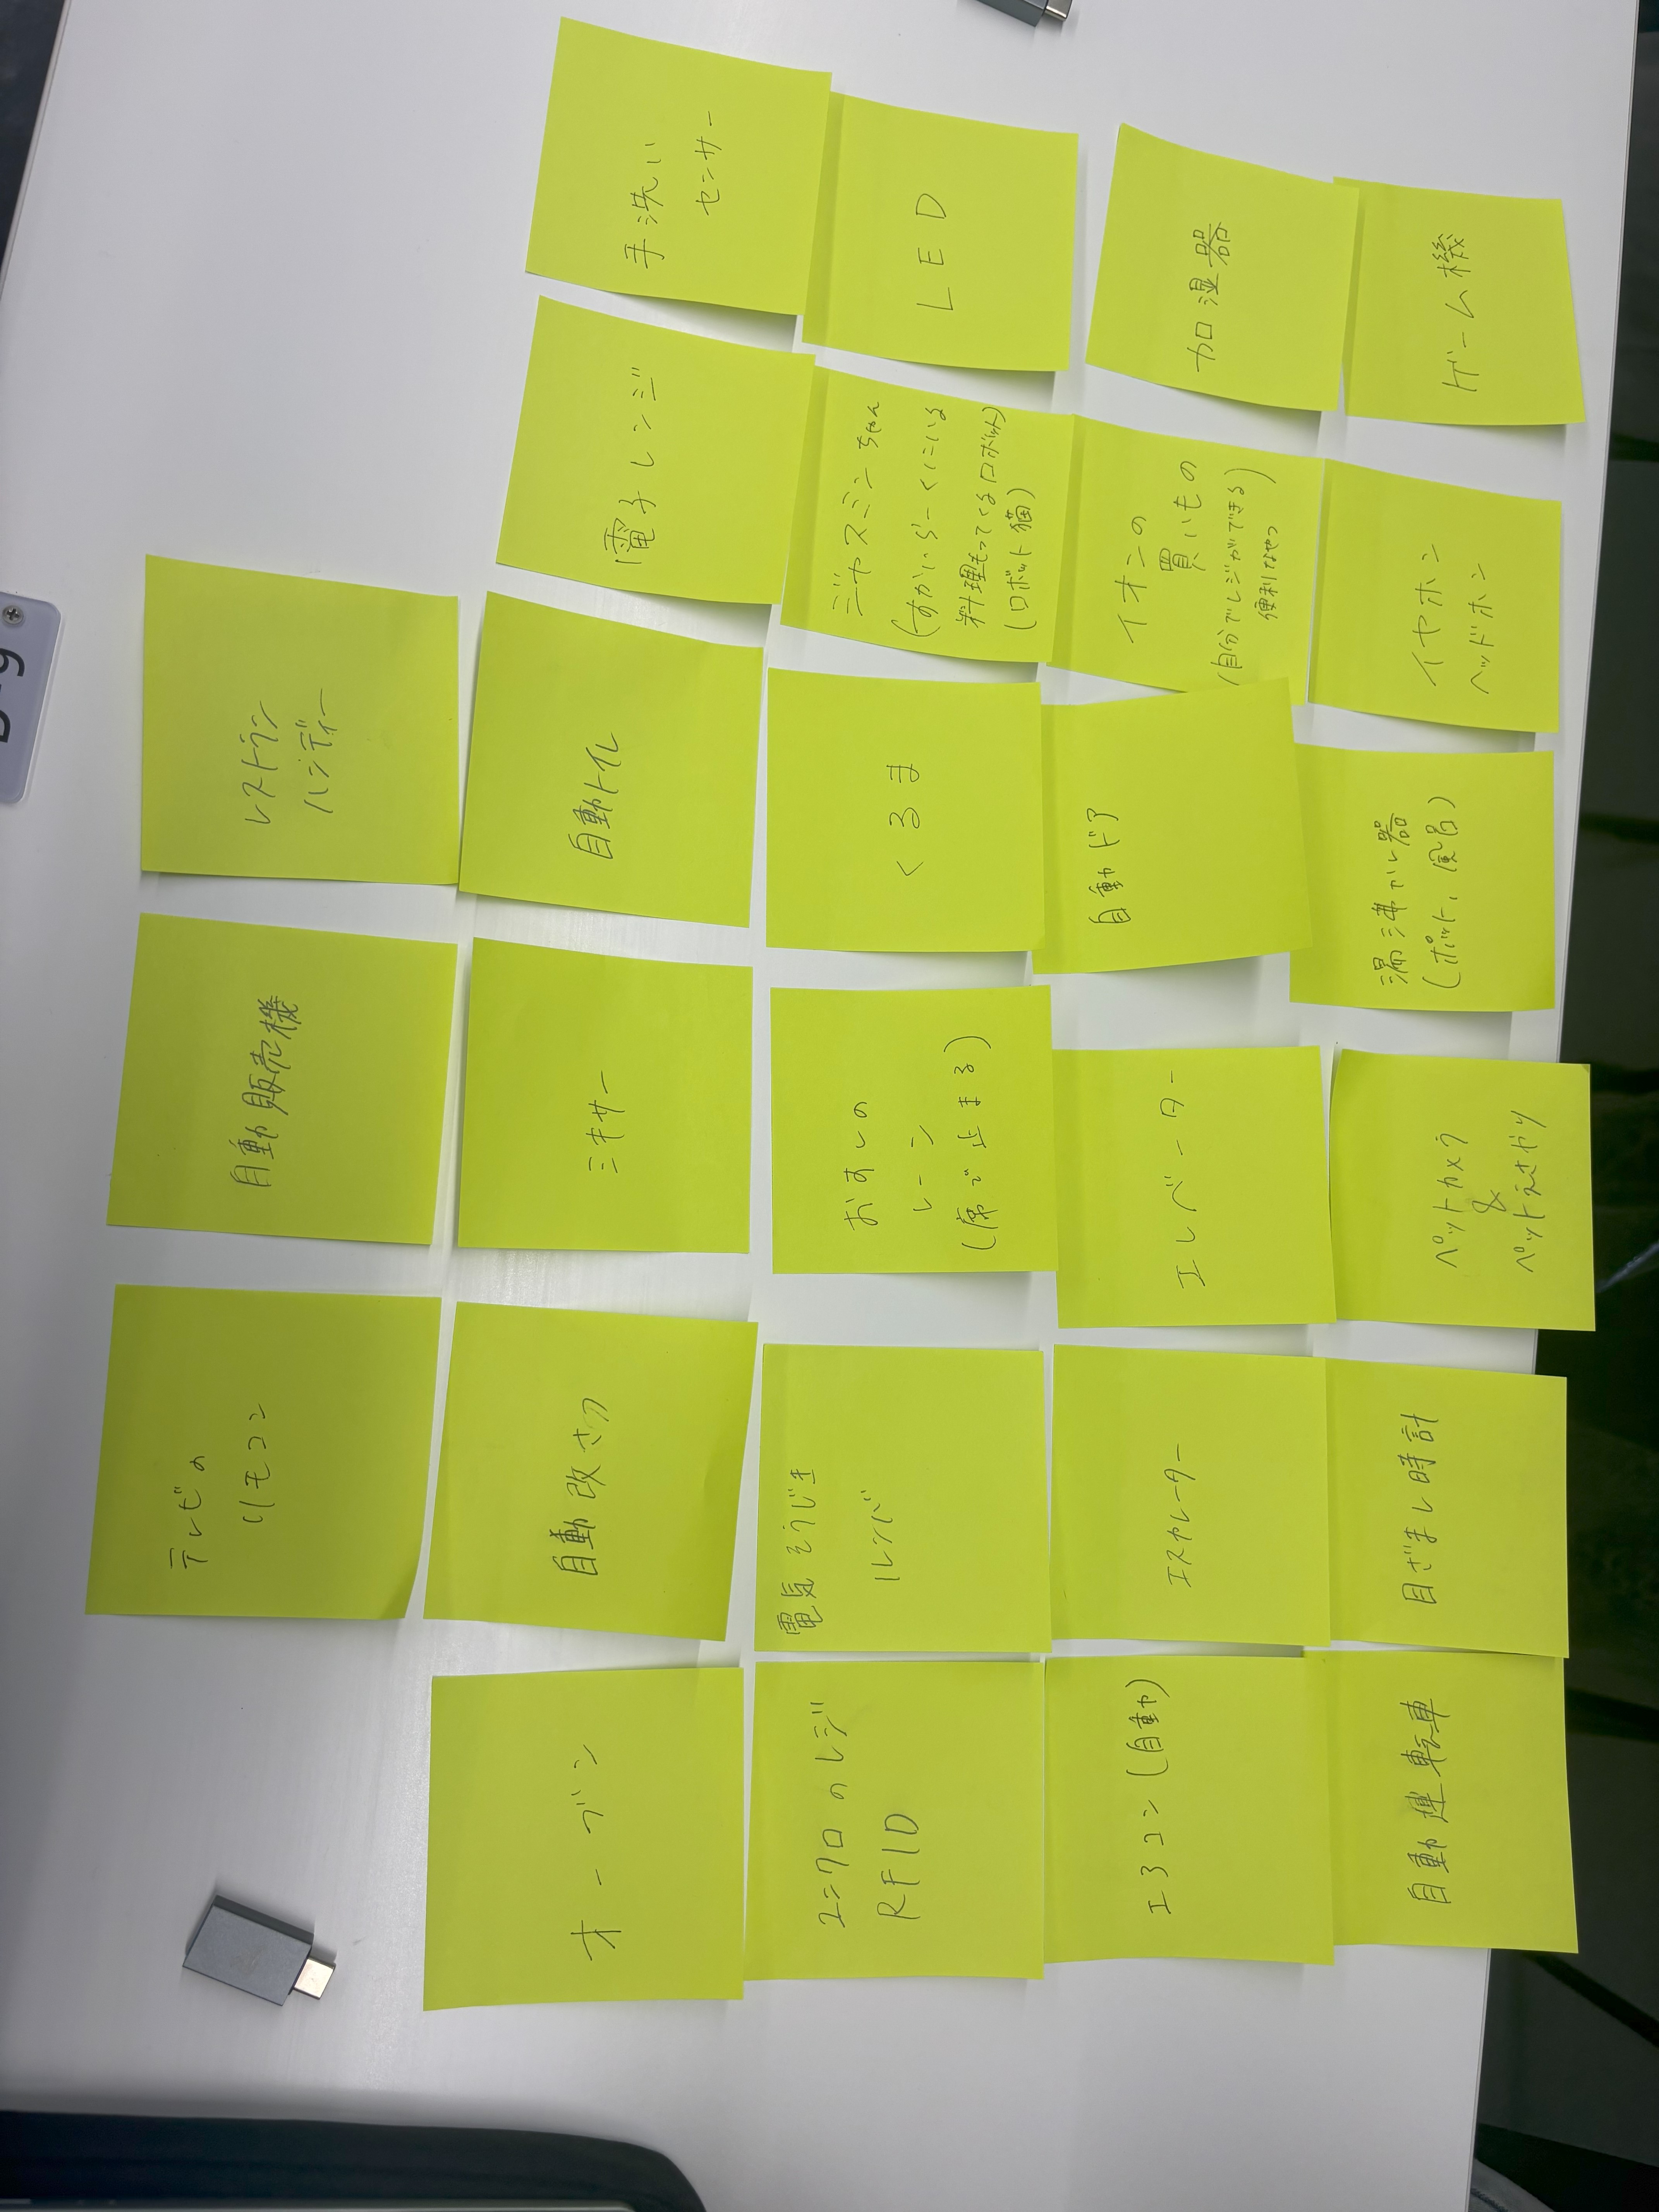 テレビの
リモコン
自動販売機
レストラン
ハンディー
オーブン
自動改さつ
ミキサー
自動トイレ
電子レンジ
手洗い
センサー
ユニクロのレジ
RFID
電気そうじき
ルンバ
おすしの
レーン
(席で止まる)
くるま
ジャスミンちゃん
(すかいらーくにいる
料理もってくるロボット)
(ロボット猫)
LED
エアコン(自動)
エスカレーター
エレベーター
自動ドア
イオンの
買いもの
(自分でレジができる
便利なやつ)
加湿器
自動運転車
目ざまし時計
ペットカメラ
&
ペットえさやり
湯沸かし器
(ポット、風呂)
イヤホン
ヘッドホン
ゲーム機